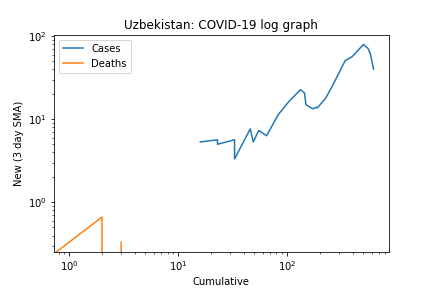 Uzbekistan: COVID-19 log graph
Cases
Deaths
New (3 day SMA)
10²
10¹
10⁰
10⁰ 10¹ 10²
Cumulative